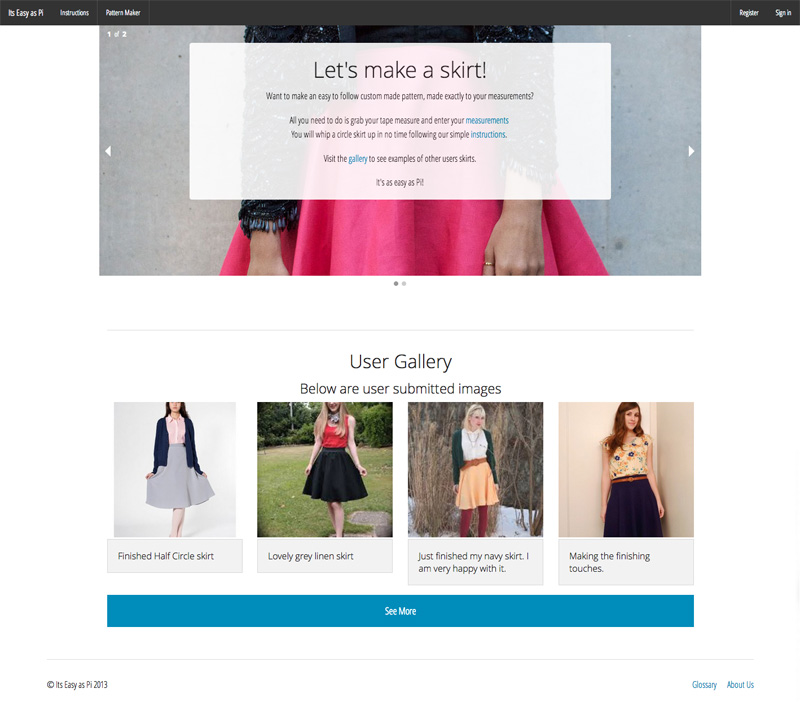 Its Easy as Pi Instructions Pattern Maker Register Sign in
1 of 2
Let's make a skirt!
Want to make an easy to follow custom made pattern, made exactly to your measurements?
All you need to do is grab your tape measure and enter your measurements
You will whip a circle skirt up in no time following our simple instructions.
Visit the gallery to see examples of other users skirts.
It's as easy as Pi!
User Gallery
Below are user submitted images
Finished Half Circle skirt
Lovely grey linen skirt
Just finished my navy skirt. I
am very happy with it.
Making the finishing
touches.
See More
© Its Easy as Pi 2013 Glossary About Us